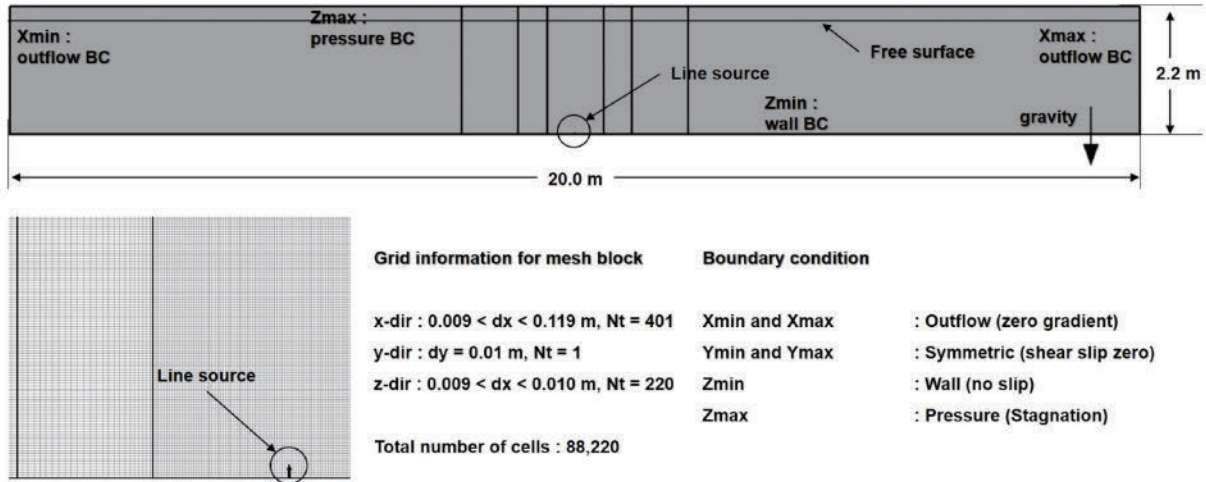 Xmin :
outflow BC
Zmax :
pressure BC
Free surface
Line source
Zmin :
wall BC
Xmax :
outflow BC
gravity
2.2 m
20.0 m
Line source
Grid information for mesh block
x-dir : 0.009 < dx < 0.119 m, Nt = 401
y-dir : dy = 0.01 m, Nt = 1
z-dir : 0.009 < dx < 0.010 m, Nt = 220
Total number of cells : 88,220
Boundary condition
Xmin and Xmax : Outflow (zero gradient)
Ymin and Ymax : Symmetric (shear slip zero)
Zmin : Wall (no slip)
Zmax : Pressure (Stagnation)